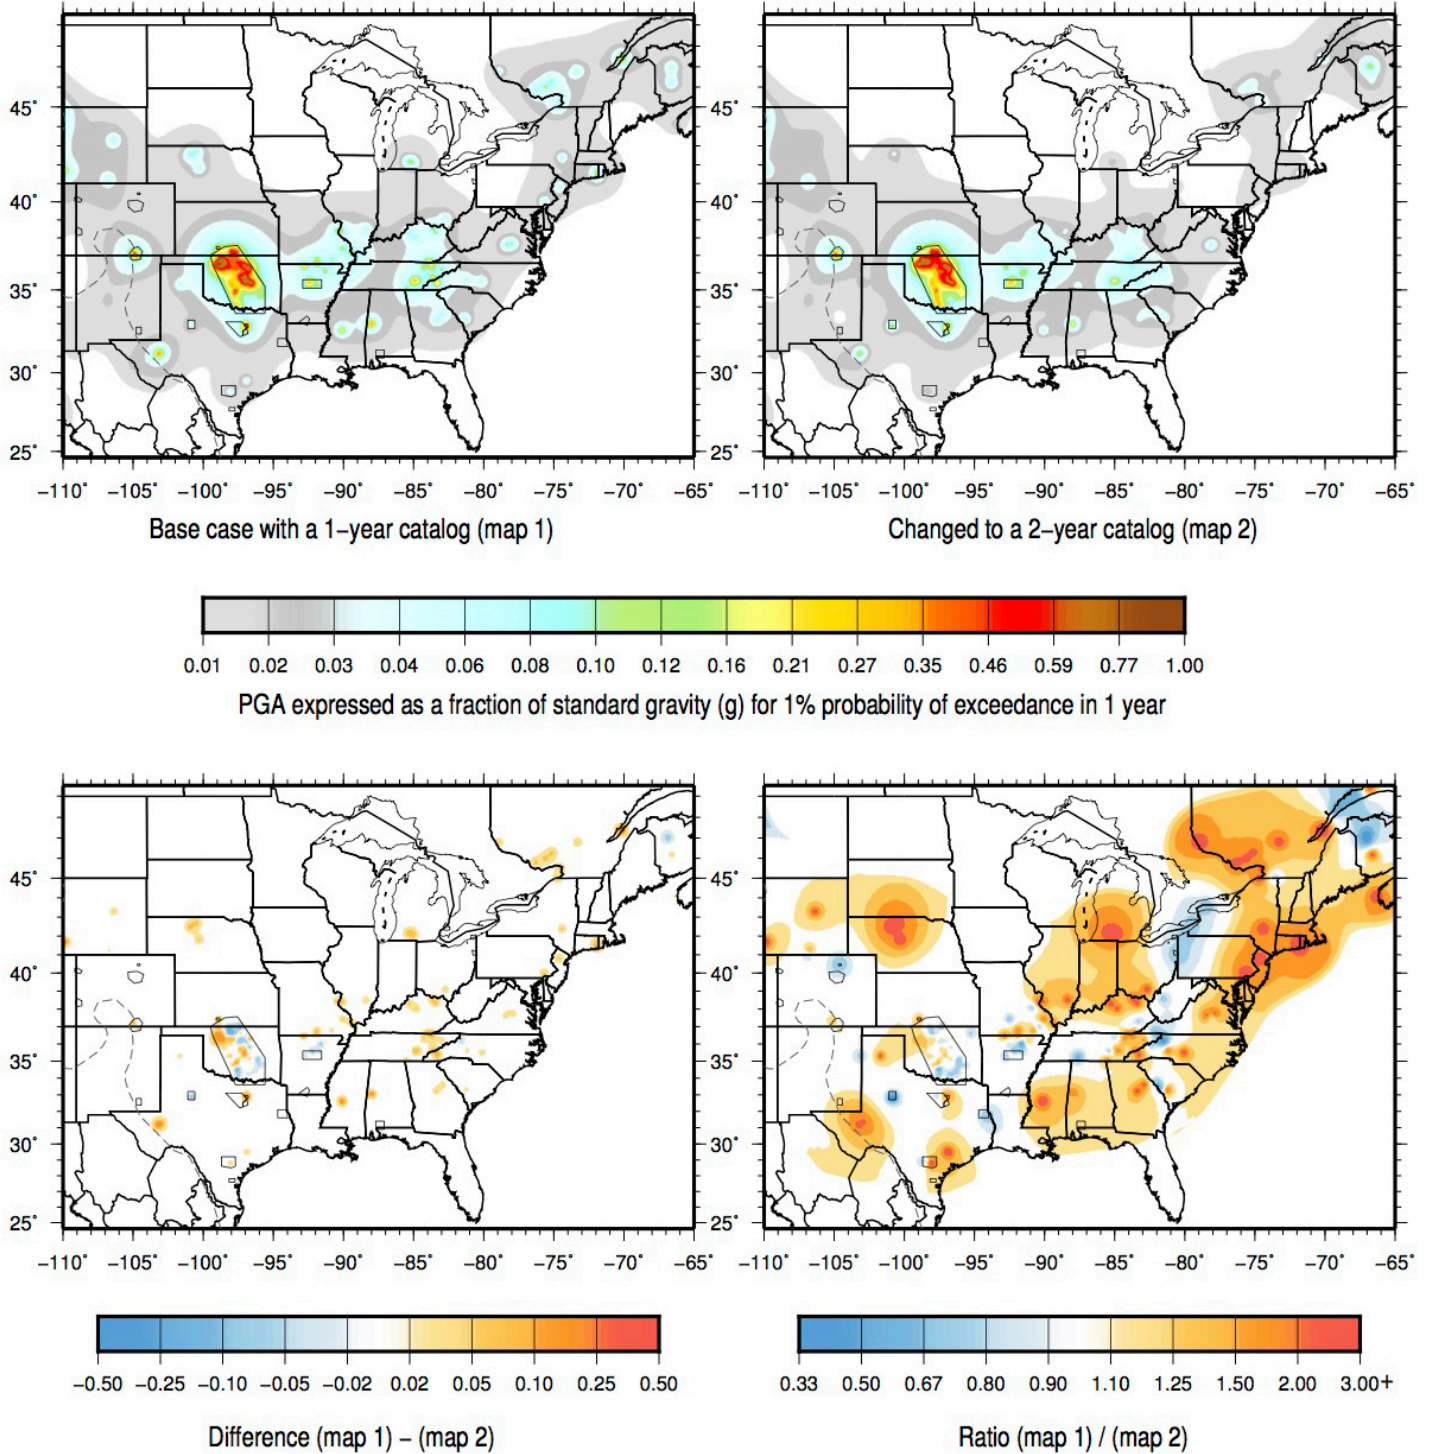 45°
40°
35°
30°
25°
−110° −105° −100° −95° −90° −85° −80° −75° −70° −65°
Base case with a 1−year catalog (map 1)
45°
40°
35°
30°
25°
−110° −105° −100° −95° −90° −85° −80° −75° −70° −65°
Changed to a 2−year catalog (map 2)
0.01 0.02 0.03 0.04 0.06 0.08 0.10 0.12 0.16 0.21 0.27 0.35 0.46 0.59 0.77 1.00
PGA expressed as a fraction of standard gravity (g) for 1% probability of exceedance in 1 year
45°
40°
35°
30°
25°
−110° −105° −100° −95° −90° −85° −80° −75° −70° −65°
−0.50 −0.25 −0.10 −0.05 −0.02 0.02 0.05 0.10 0.25 0.50
Difference (map 1) − (map 2)
45°
40°
35°
30°
25°
−110° −105° −100° −95° −90° −85° −80° −75° −70° −65°
0.33 0.50 0.67 0.80 0.90 1.10 1.25 1.50 2.00 3.00+
Ratio (map 1) / (map 2)